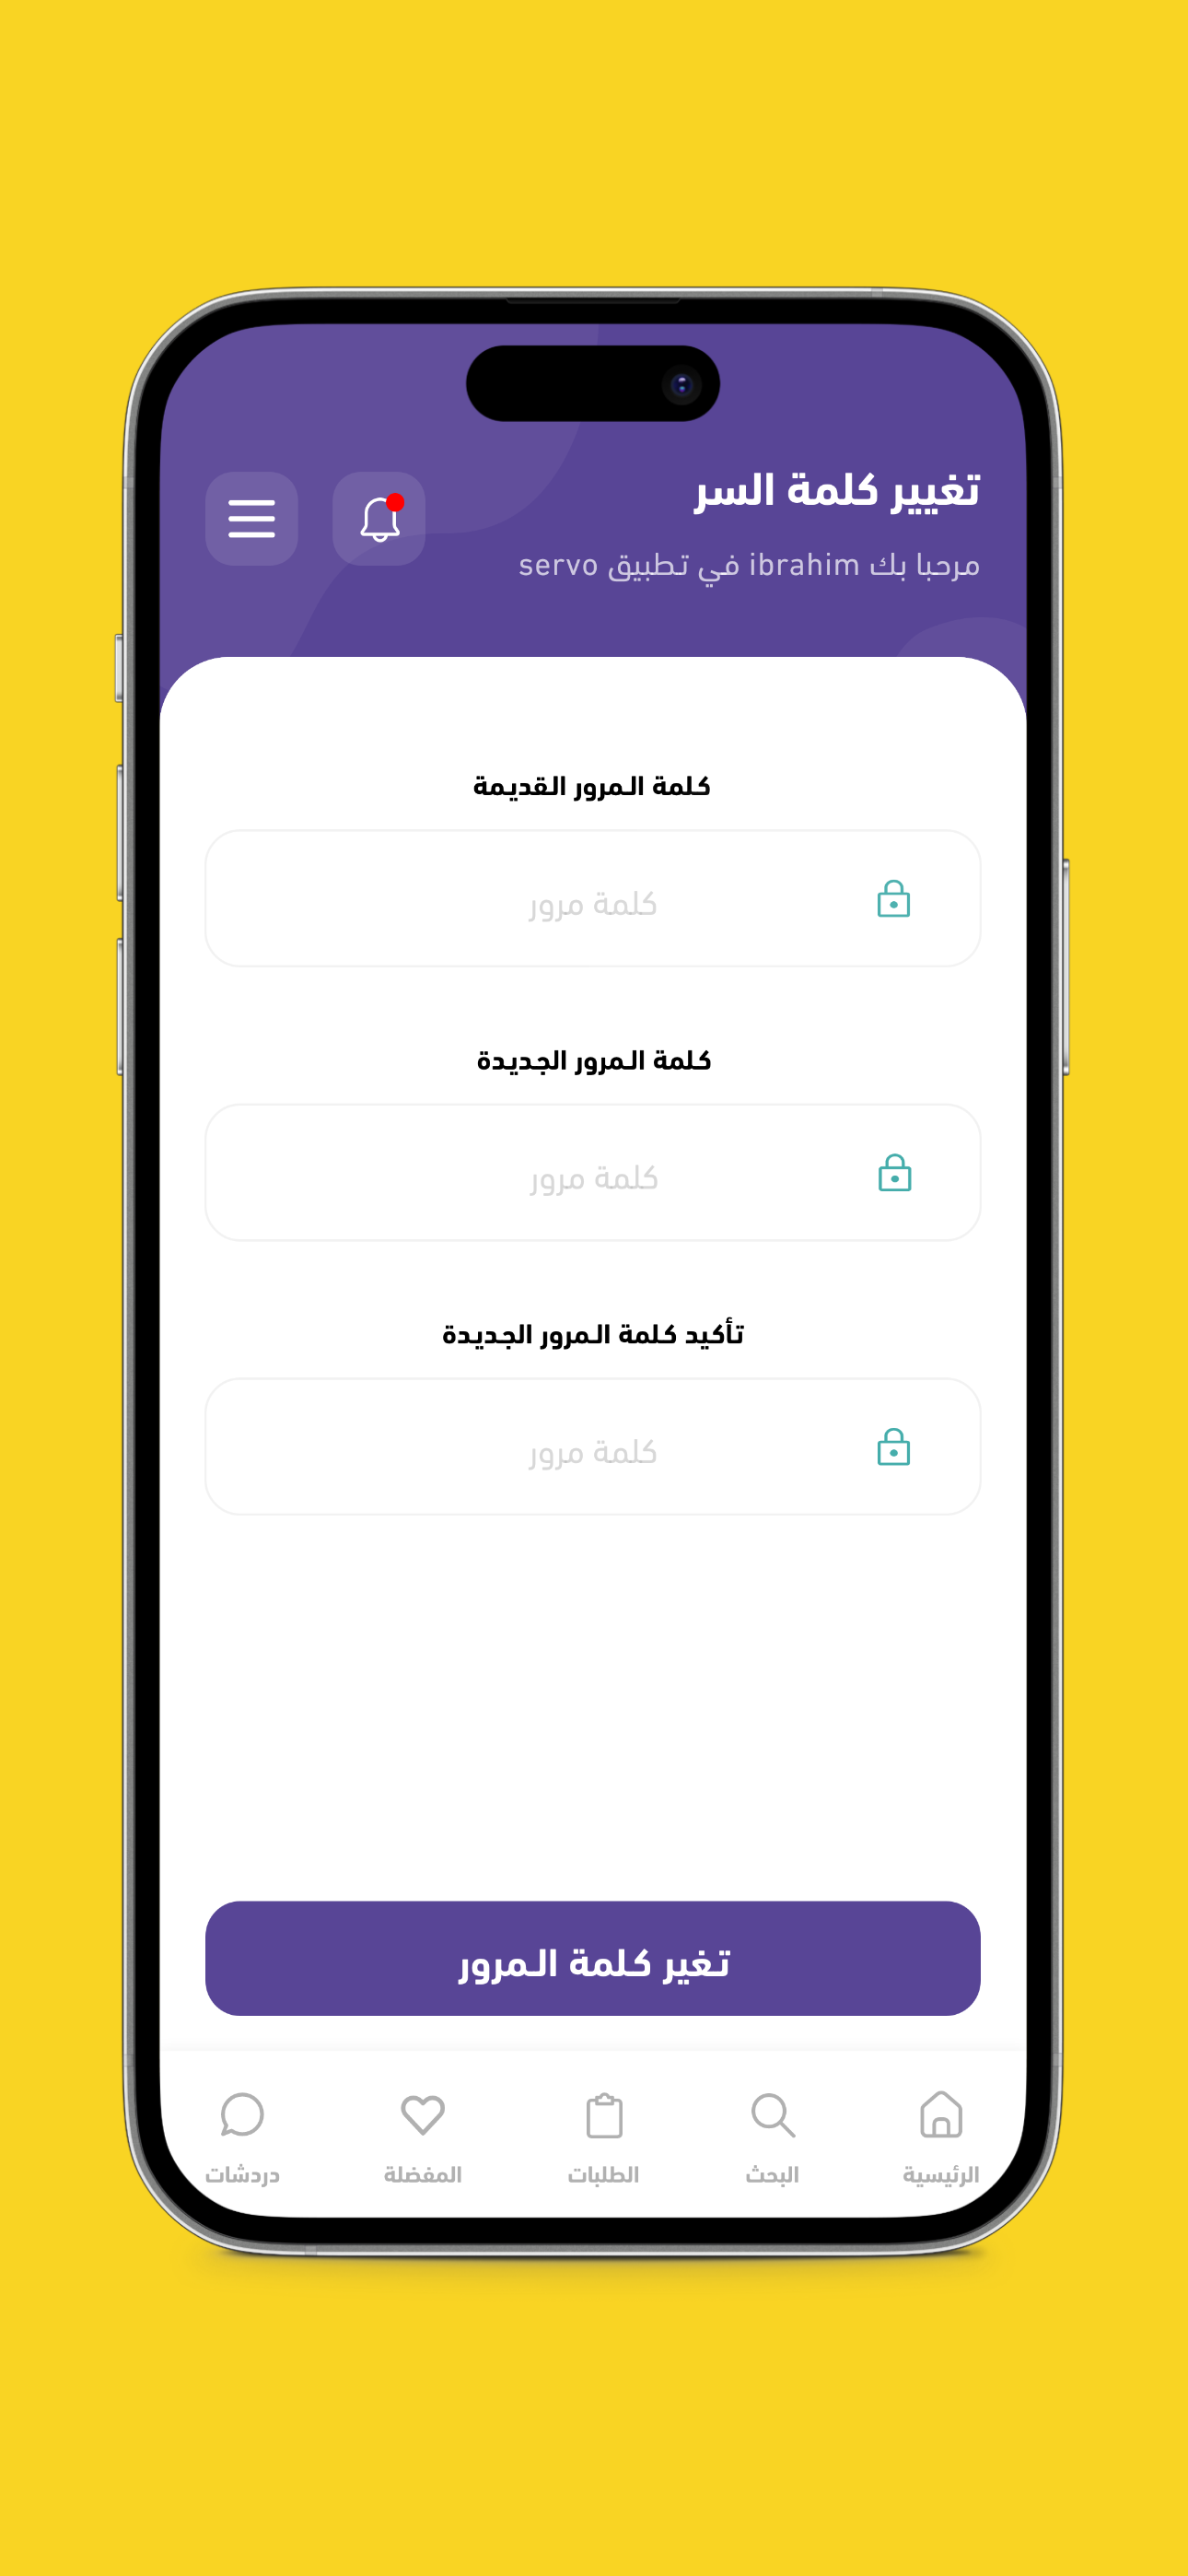 تغيير كلمة السر
مرحبا بك ibrahim في تطبيق servo
كلمة المرور القديمة
كلمة مرور
كلمة المرور الجديدة
كلمة مرور
تأكيد كلمة المرور الجديدة
كلمة مرور
تغير كلمة المرور
الرئيسية
البحث
الطلبات
المفضلة
دردشات